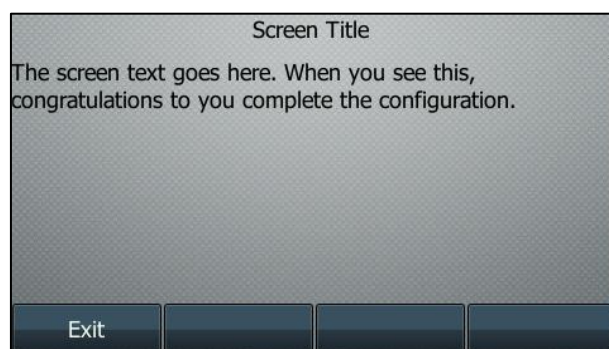 Screen Title
The screen text goes here. When you see this,
congratulations to you complete the configuration.
Exit